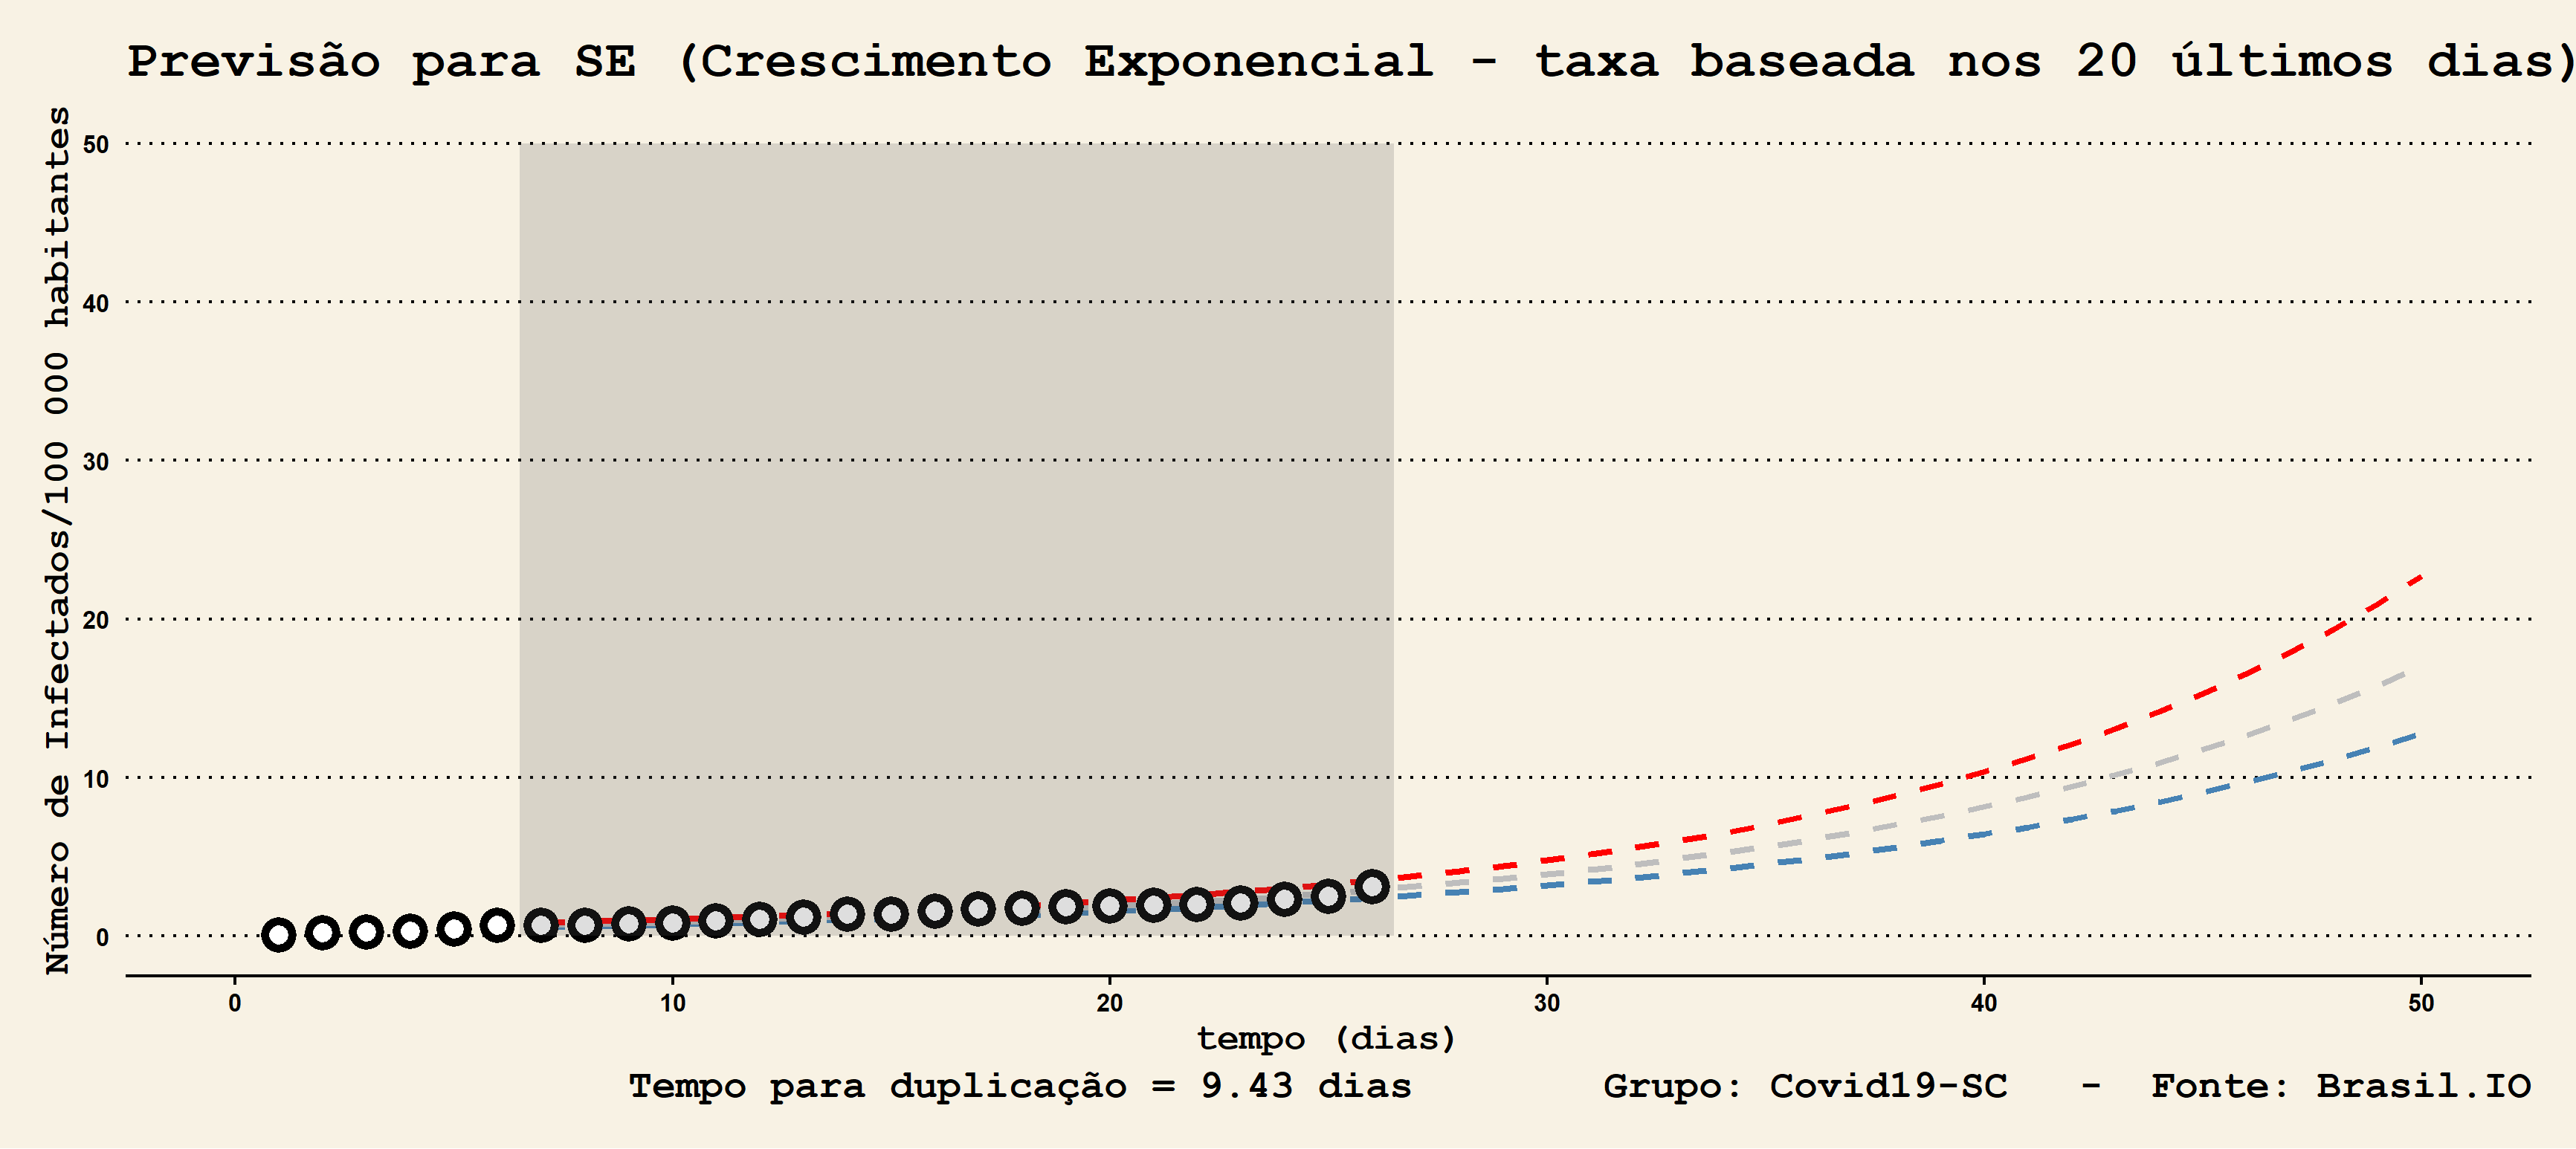 Previsão para SE (Crescimento Exponencial - taxa baseada nos 20 últimos dias)
Número de Infectados/100 000 habitantes
50
40
30
20
10
0
0 10 20 30 40 50
tempo (dias)
Tempo para duplicação = 9.43 dias Grupo: Covid19-SC - Fonte: Brasil.IO